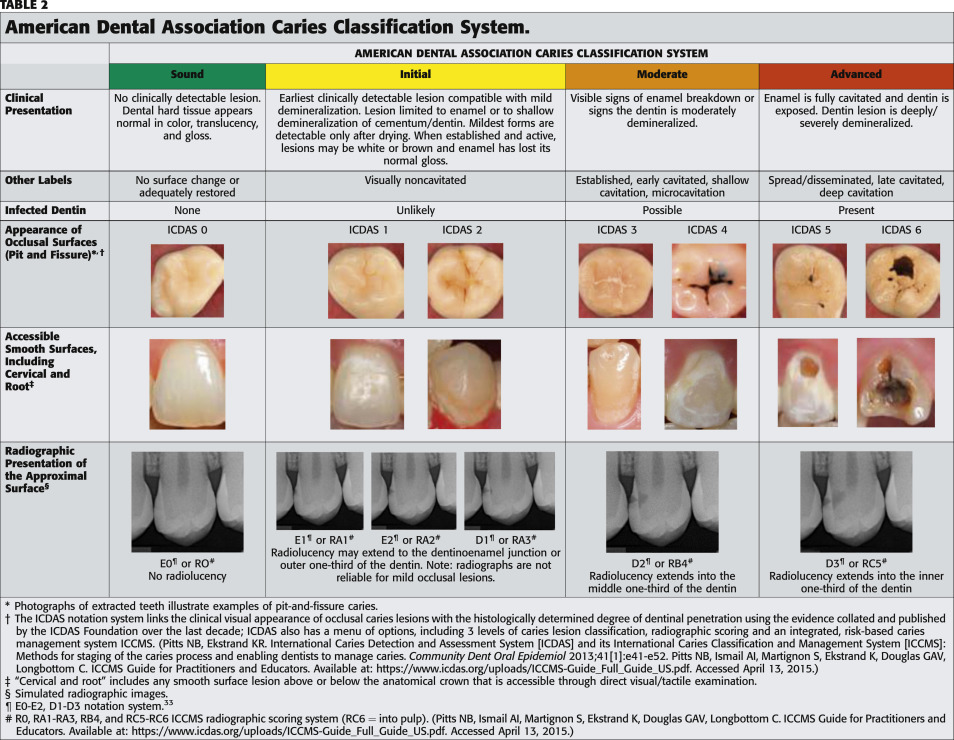 TABLE 2
American Dental Association Caries Classification System.
AMERICAN DENTAL ASSOCIATION CARIES CLASSIFICATION SYSTEM
Sound
Initial
Moderate
Advanced
Clinical
Presentation
No clinically detectable lesion.
Dental hard tissue appears
normal in color, translucency,
and gloss.
Earliest clinically detectable lesion compatible with mild
demineralization. Lesion limited to enamel or to shallow
demineralization of cementum/dentin. Mildest forms are
detectable only after drying. When established and active,
lesions may be white or brown and enamel has lost its
normal gloss.
Visible signs of enamel breakdown or
signs the dentin is moderately
demineralized.
Enamel is fully cavitated and dentin is
exposed. Dentin lesion is deeply/
severely demineralized.
Other Labels
No surface change or
adequately restored
Visually noncavitated
Established, early cavitated, shallow
cavitation, microcavitation
Spread/disseminated, late cavitated,
deep cavitation
Infected Dentin
None
Unlikely
Possible
Present
Appearance of
Occlusal Surfaces
(Pit and Fissure)*,†
ICDAS 0
ICDAS 1
ICDAS 2
ICDAS 3
ICDAS 4
ICDAS 5
ICDAS 6
Accessible
Smooth Surfaces,
Including
Cervical and
Root‡
Radiographic
Presentation of
the Approximal
Surface§
E0¶ or RO#
No radiolucency
E1¶ or RA1#
E2¶ or RA2#
D1¶ or RA3#
Radiolucency may extend to the dentinoenamel junction or
outer one-third of the dentin. Note: radiographs are not
reliable for mild occlusal lesions.
D2¶ or RB4#
Radiolucency extends into the
middle one-third of the dentin
D3¶ or RC5#
Radiolucency extends into the inner
one-third of the dentin
* Photographs of extracted teeth illustrate examples of pit-and-fissure caries.
† The ICDAS notation system links the clinical visual appearance of occlusal caries lesions with the histologically determined degree of dentinal penetration using the evidence collated and published
by the ICDAS Foundation over the last decade; ICDAS also has a menu of options, including 3 levels of caries lesion classification, radiographic scoring and an integrated, risk-based caries
management system ICCMS. (Pitts NB, Ekstrand KR. International Caries Detection and Assessment System [ICDAS] and its International Caries Classification and Management System [ICCMS]:
Methods for staging of the caries process and enabling dentists to manage caries. Community Dent Oral Epidemiol 2013;41[1]:e41-e52. Pitts NB, Ismail AI, Martignon S, Ekstrand K, Douglas GAV,
Longbottom C. ICCMS Guide for Practitioners and Educators. Available at: https://www.icdas.org/uploads/ICCMS-Guide_Full_Guide_US.pdf. Accessed April 13, 2015.)
‡ "Cervical and root" includes any smooth surface lesion above or below the anatomical crown that is accessible through direct visual/tactile examination.
§ Simulated radiographic images.
¶ E0-E2, D1-D3 notation system.33
# R0, RA1-RA3, RB4, and RC5-RC6 ICCMS radiographic scoring system (RC6 = into pulp). (Pitts NB, Ismail AI, Martignon S, Ekstrand K, Douglas GAV, Longbottom C. ICCMS Guide for Practitioners and
Educators. Available at: https://www.icdas.org/uploads/ICCMS-Guide_Full_Guide_US.pdf. Accessed April 13, 2015.)